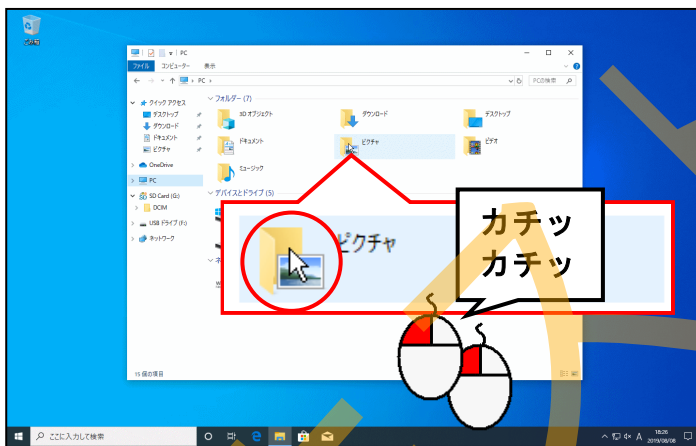 ごみ箱
PC
ファイル コンピューター 表示
PC
PCの検索
クイック アクセス
デスクトップ
ダウンロード
ドキュメント
ピクチャ
OneDrive
PC
SD Card (G:)
DCIM
USB ドライブ (F:)
ネットワーク
フォルダー (7)
3D オブジェクト
ダウンロード
デスクトップ
ドキュメント
ピクチャ
ビデオ
ミュージック
デバイスとドライブ (5)
ピクチャ
カチッ
カチッ
15 個の項目
ここに入力して検索
A
18:26
2019/08/08